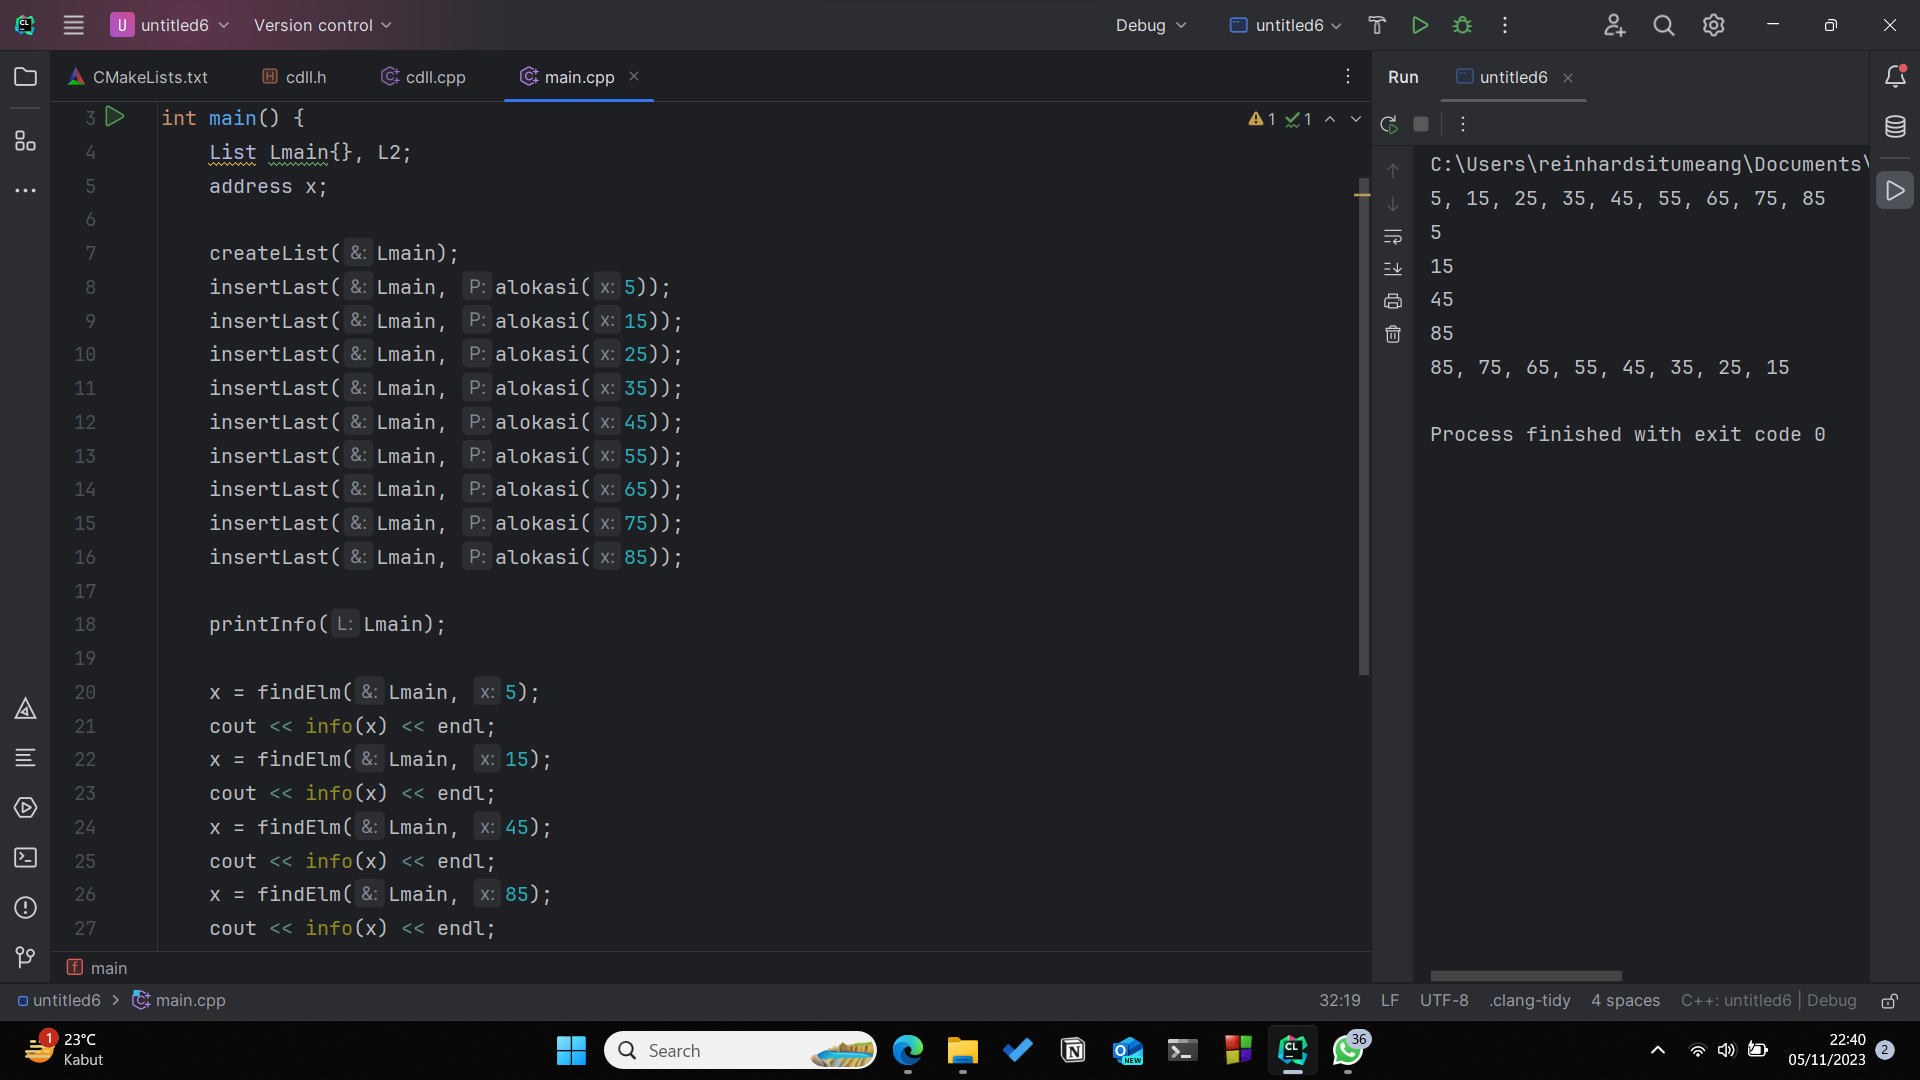 U untitled6 Version control Debug untitled6
CMakeLists.txt cdll.h cdll.cpp main.cpp Run untitled6
3 int main() { 1 1
4 List Lmain{}, L2;
5 address x;
6
7 createList( &: Lmain);
8 insertLast( &: Lmain, P: alokasi( x: 5));
9 insertLast( &: Lmain, P: alokasi( x: 15));
10 insertLast( &: Lmain, P: alokasi( x: 25));
11 insertLast( &: Lmain, P: alokasi( x: 35));
12 insertLast( &: Lmain, P: alokasi( x: 45));
13 insertLast( &: Lmain, P: alokasi( x: 55));
14 insertLast( &: Lmain, P: alokasi( x: 65));
15 insertLast( &: Lmain, P: alokasi( x: 75));
16 insertLast( &: Lmain, P: alokasi( x: 85));
17
18 printInfo( L: Lmain);
19
20 x = findElm( &: Lmain, x: 5);
21 cout << info(x) << endl;
22 x = findElm( &: Lmain, x: 15);
23 cout << info(x) << endl;
24 x = findElm( &: Lmain, x: 45);
25 cout << info(x) << endl;
26 x = findElm( &: Lmain, x: 85);
27 cout << info(x) << endl;
C:\Users\reinhardsitumeang\Documents\
5, 15, 25, 35, 45, 55, 65, 75, 85
5
15
45
85
85, 75, 65, 55, 45, 35, 25, 15
Process finished with exit code 0
f main
untitled6 > main.cpp 32:19 LF UTF-8 .clang-tidy 4 spaces C++: untitled6 | Debug
1 23°C
Kabut
Search
NEW
36
22:40
05/11/2023
2